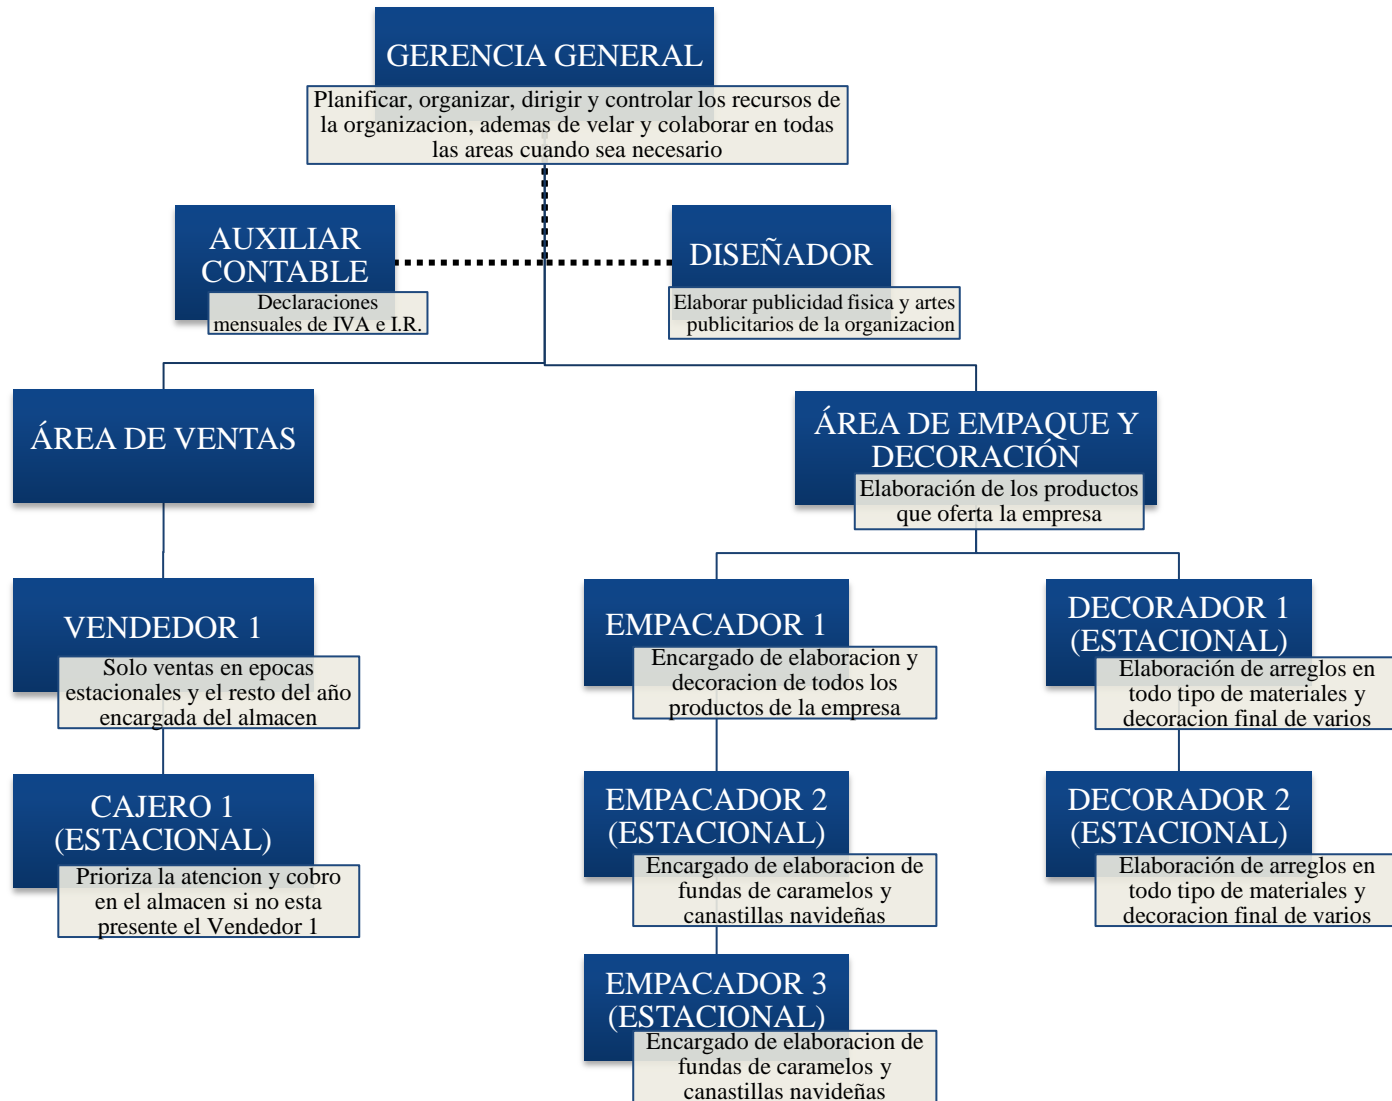 GERENCIA GENERAL
Planificar, organizar, dirigir y controlar los recursos de
la organizacion, ademas de velar y colaborar en todas
las areas cuando sea necesario
AUXILIAR
CONTABLE
Declaraciones
mensuales de IVA e I.R.
DISEÑADOR
Elaborar publicidad fisica y artes
publicitarios de la organizacion
ÁREA DE VENTAS
ÁREA DE EMPAQUE Y
DECORACIÓN
Elaboración de los productos
que oferta la empresa
VENDEDOR 1
Solo ventas en epocas
estacionales y el resto del año
encargada del almacen
CAJERO 1
(ESTACIONAL)
Prioriza la atencion y cobro
en el almacen si no esta
presente el Vendedor 1
EMPACADOR 1
Encargado de elaboracion y
decoracion de todos los
productos de la empresa
EMPACADOR 2
(ESTACIONAL)
Encargado de elaboracion de
fundas de caramelos y
canastillas navideñas
EMPACADOR 3
(ESTACIONAL)
Encargado de elaboracion de
fundas de caramelos y
canastillas navideñas
DECORADOR 1
(ESTACIONAL)
Elaboración de arreglos en
todo tipo de materiales y
decoracion final de varios
DECORADOR 2
(ESTACIONAL)
Elaboración de arreglos en
todo tipo de materiales y
decoracion final de varios